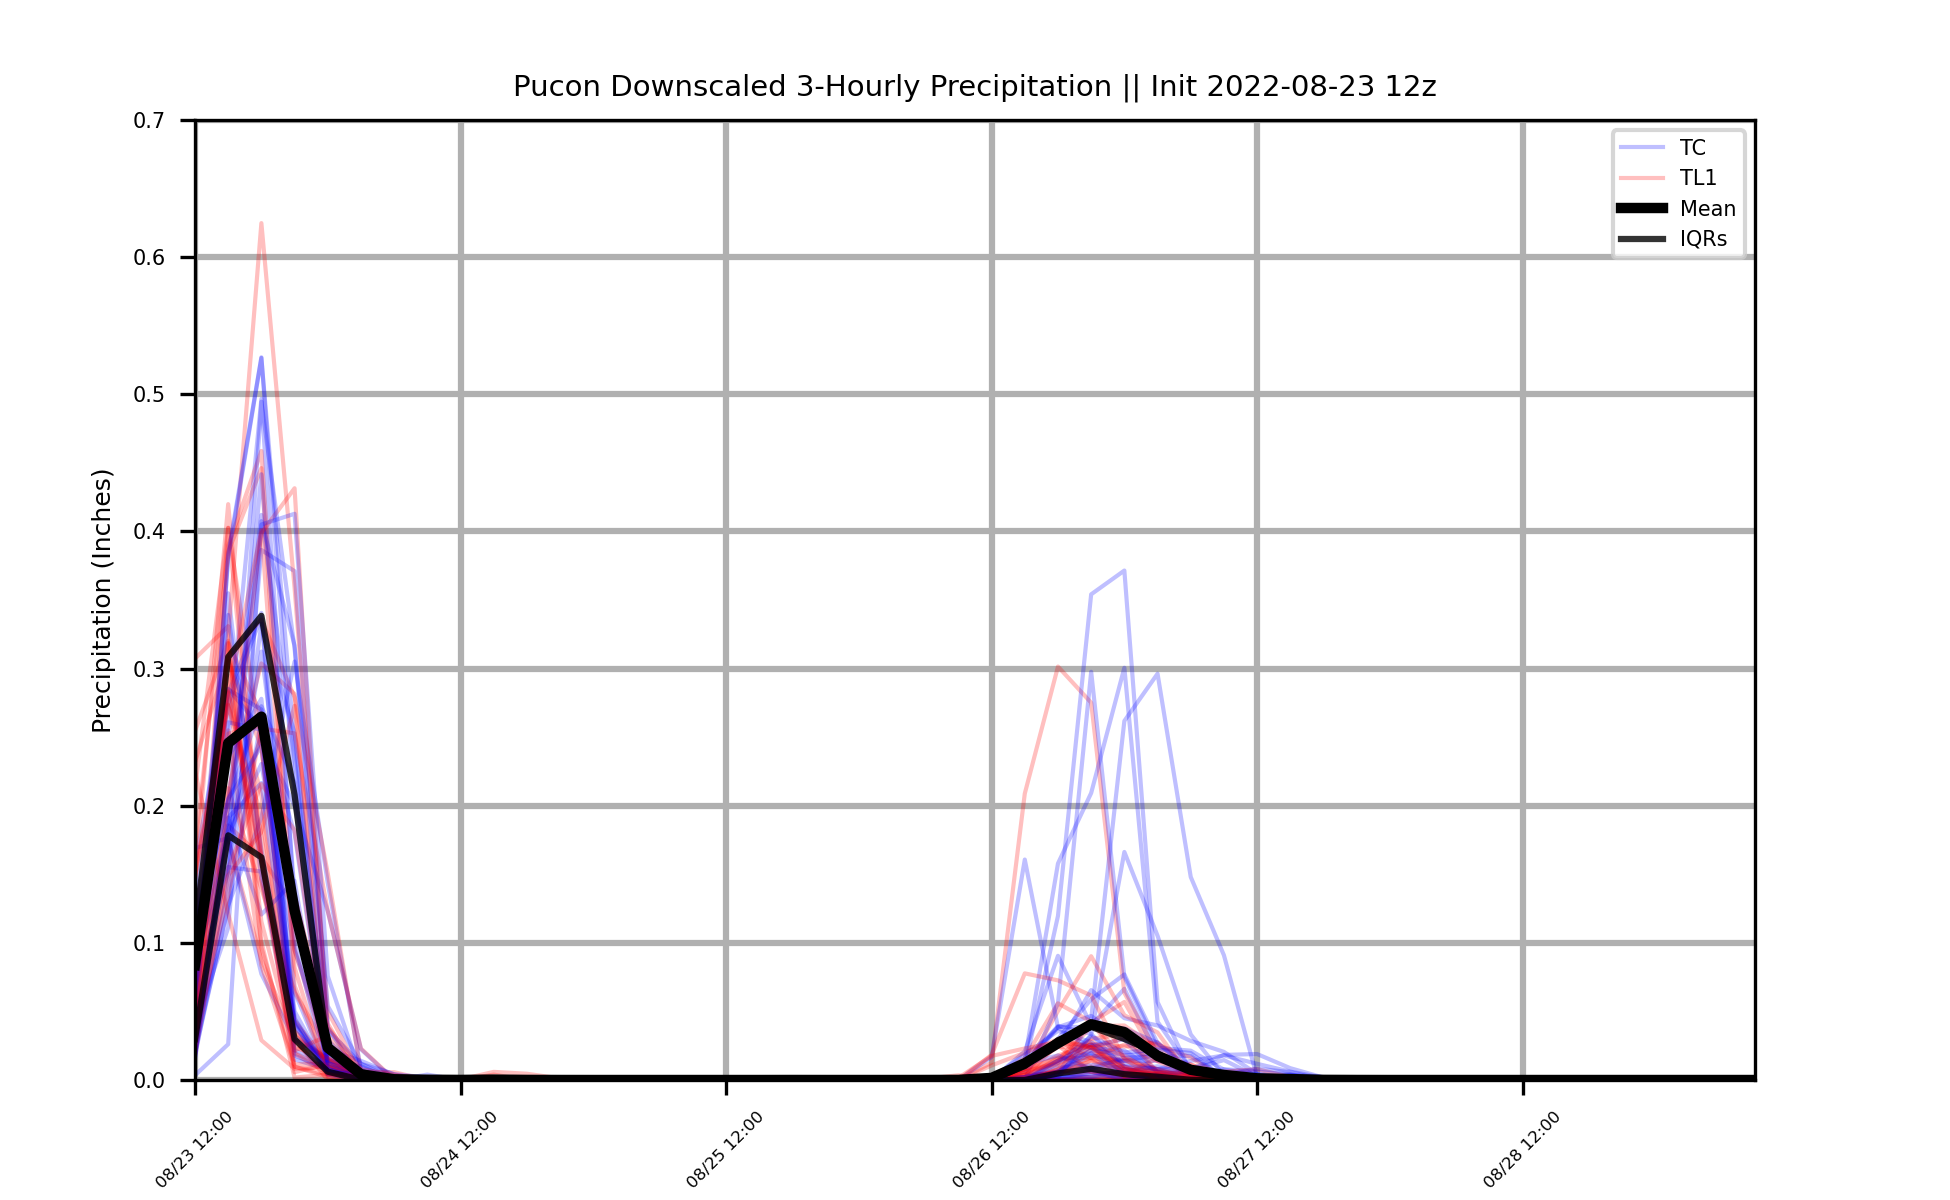 Pucon Downscaled 3-Hourly Precipitation || Init 2022-08-23 12z
TC
TL1
Mean
IQRs
Precipitation (Inches)
0.7
0.6
0.5
0.4
0.3
0.2
0.1
0.0
08/23 12:00
08/24 12:00
08/25 12:00
08/26 12:00
08/27 12:00
08/28 12:00